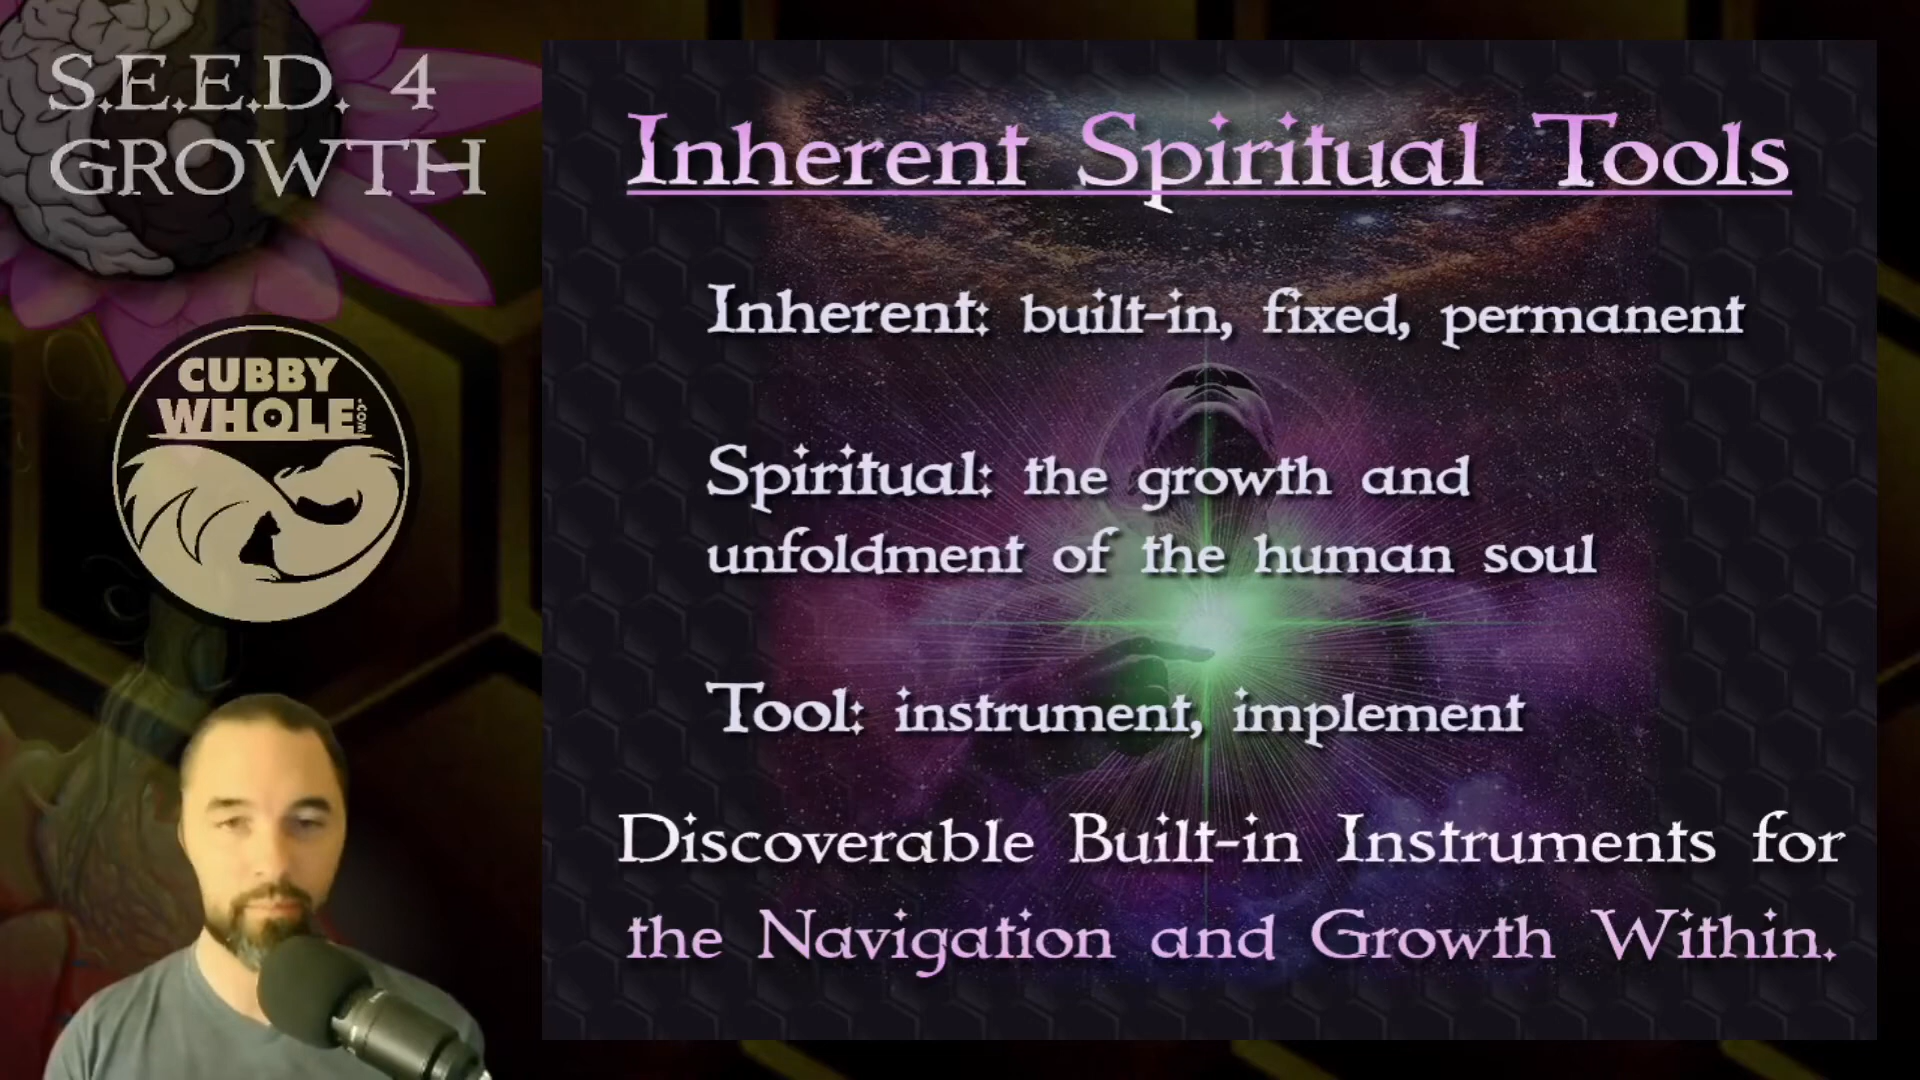 S.E.E.D. 4
GROWTH
CUBBY
WHOLE.COM
Inherent Spiritual Tools
Inherent: built-in, fixed, permanent
Spiritual: the growth and
unfoldment of the human soul
Tool: instrument, implement
Discoverable Built-in Instruments for
the Navigation and Growth Within.